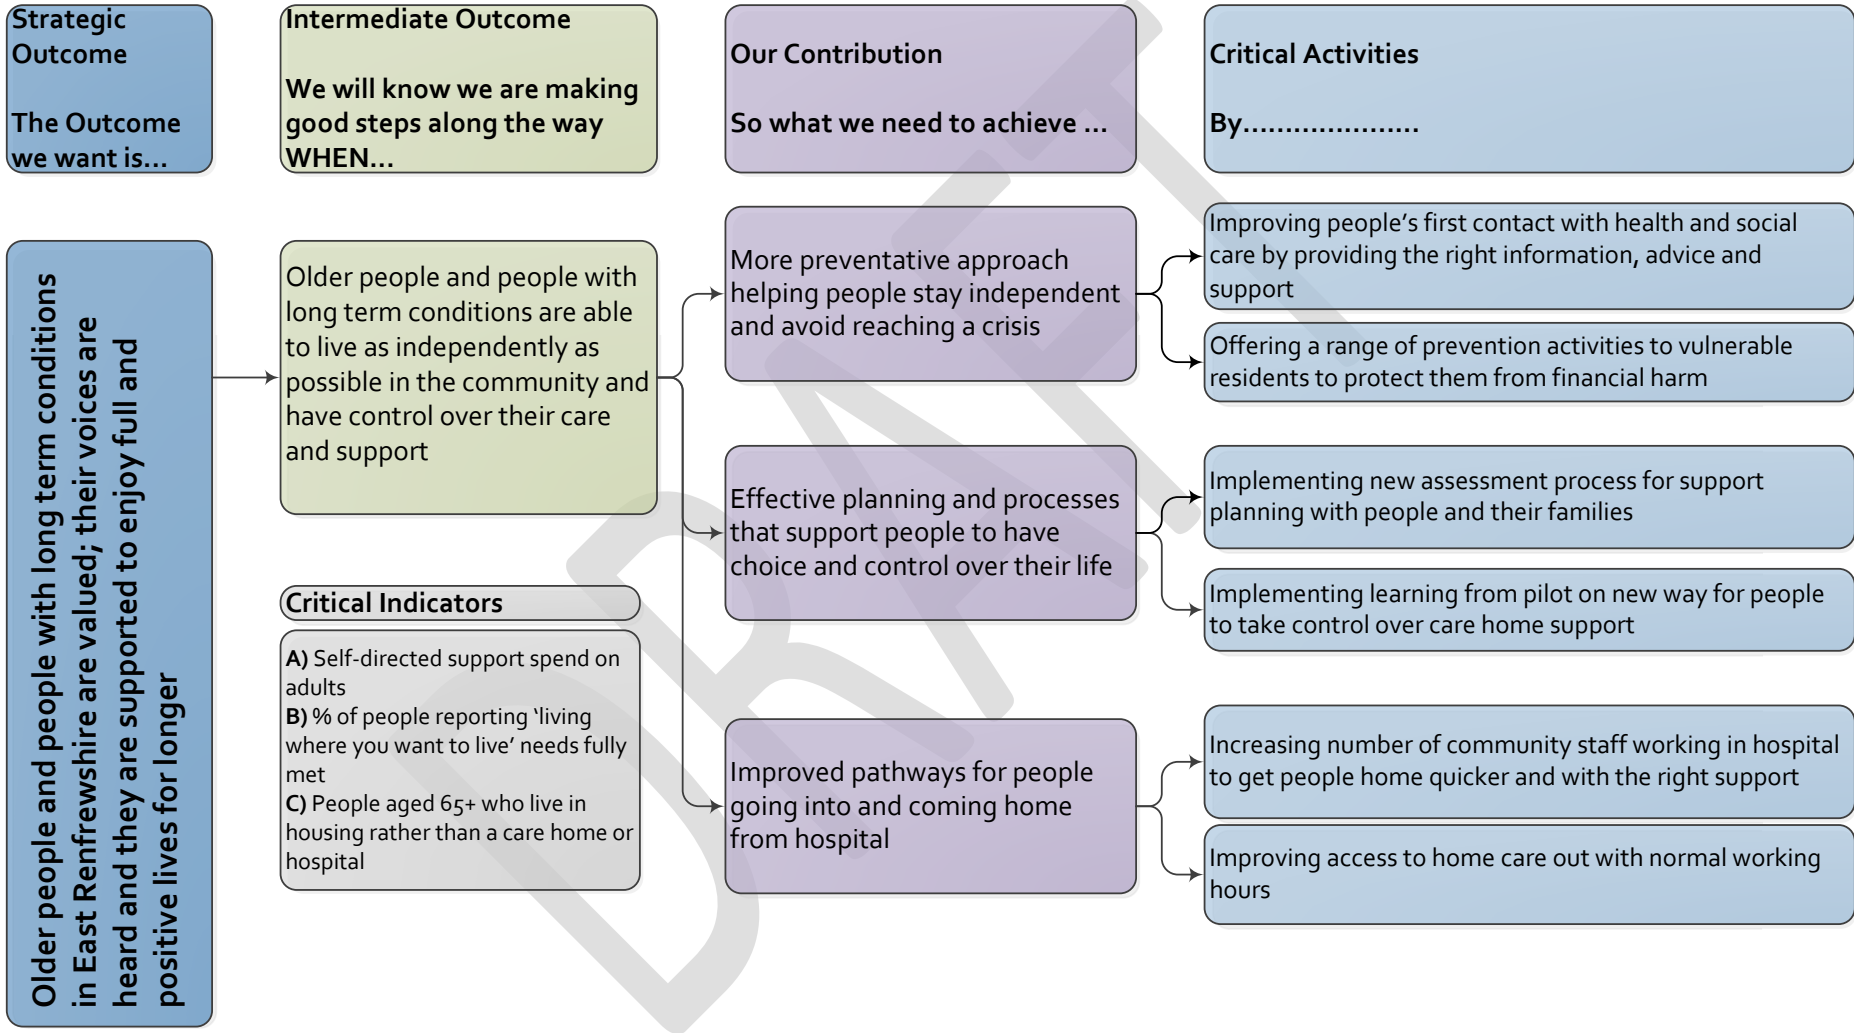 Strategic
Outcome
The Outcome
we want is...
Intermediate Outcome
We will know we are making
good steps along the way
WHEN...
Our Contribution
So what we need to achieve ...
Critical Activities
By.....................
Older people and people with long term conditions
in East Renfrewshire are valued; their voices are
heard and they are supported to enjoy full and
positive lives for longer
Older people and people with
long term conditions are able
to live as independently as
possible in the community and
have control over their care
and support
Critical Indicators
A) Self-directed support spend on
adults
B) % of people reporting ‘living
where you want to live’ needs fully
met
C) People aged 65+ who live in
housing rather than a care home or
hospital
More preventative approach
helping people stay independent
and avoid reaching a crisis
Improving people’s first contact with health and social
care by providing the right information, advice and
support
Offering a range of prevention activities to vulnerable
residents to protect them from financial harm
Effective planning and processes
that support people to have
choice and control over their life
Implementing new assessment process for support
planning with people and their families
Implementing learning from pilot on new way for people
to take control over care home support
Improved pathways for people
going into and coming home
from hospital
Increasing number of community staff working in hospital
to get people home quicker and with the right support
Improving access to home care out with normal working
hours
DRAFT